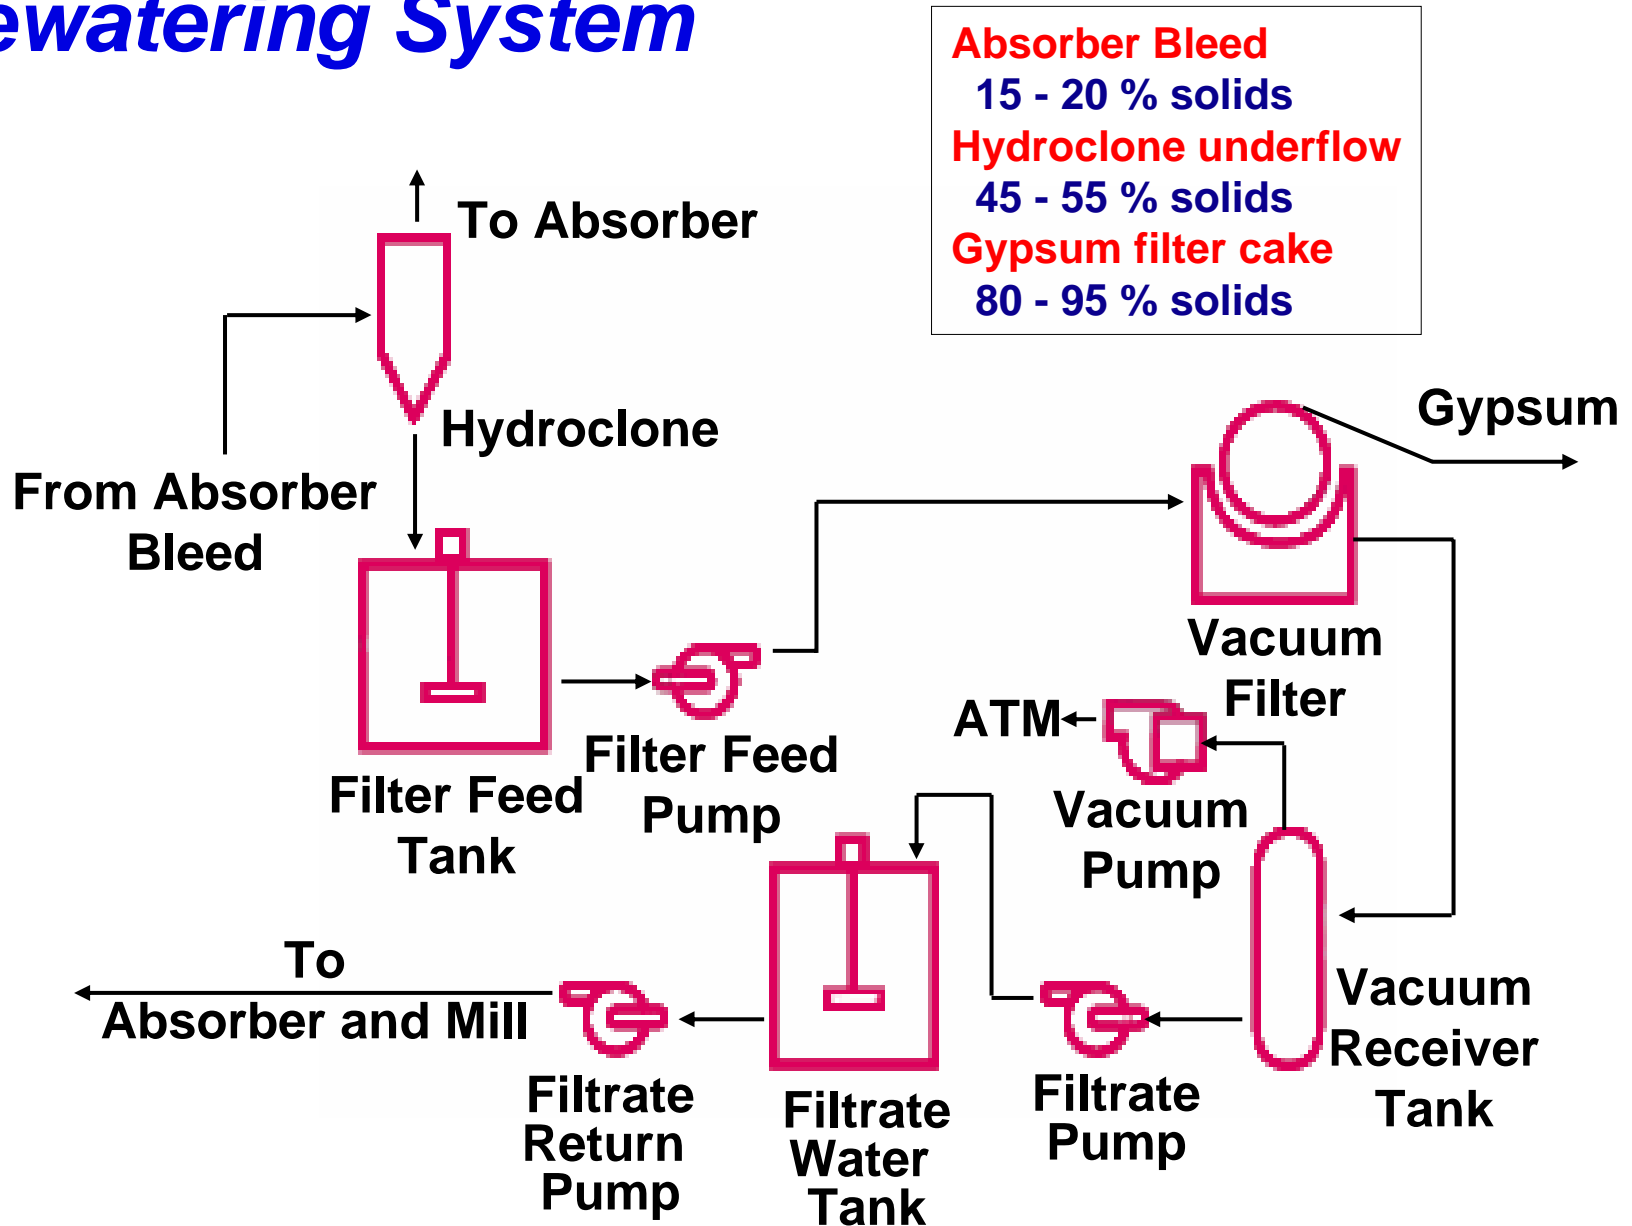 ewatering System
Absorber Bleed
15 - 20 % solids
Hydroclone underflow
45 - 55 % solids
Gypsum filter cake
80 - 95 % solids
To Absorber
Hydroclone
From Absorber
Bleed
Gypsum
Vacuum
Filter
Filter Feed
Tank
Filter Feed
Pump
ATM
Vacuum
Pump
Vacuum
Receiver
Tank
To
Absorber and Mill
Filtrate
Return
Pump
Filtrate
Water
Tank
Filtrate
Pump